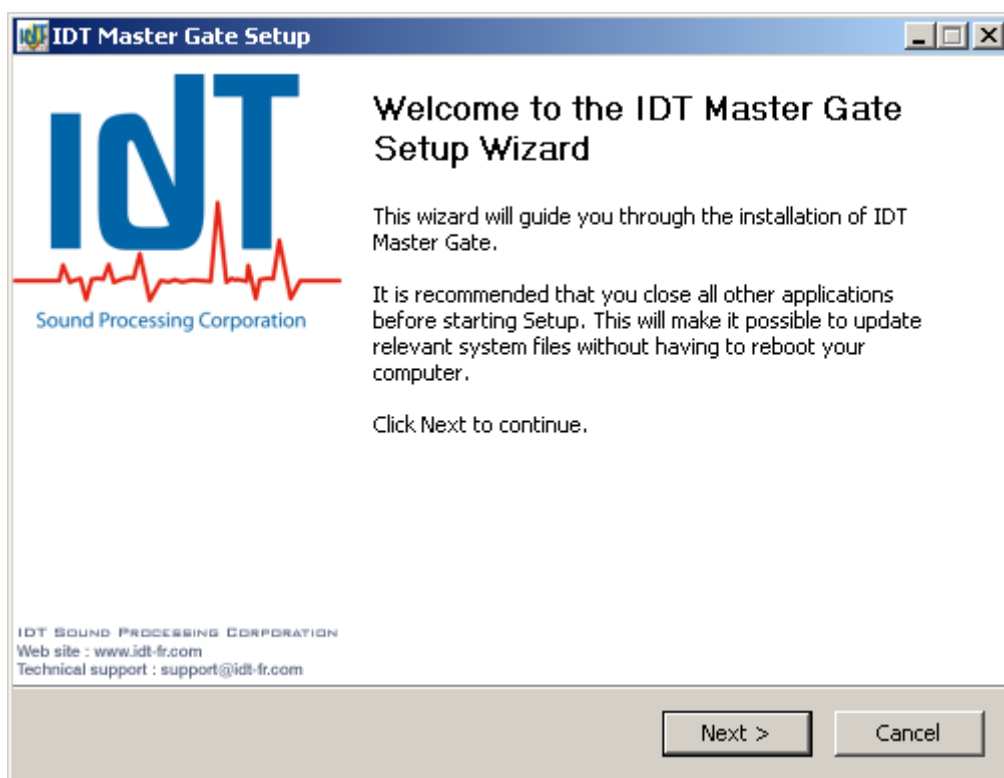 IDT Master Gate Setup
IDT
Sound Processing Corporation
Welcome to the IDT Master Gate
Setup Wizard
This wizard will guide you through the installation of IDT
Master Gate.
It is recommended that you close all other applications
before starting Setup. This will make it possible to update
relevant system files without having to reboot your
computer.
Click Next to continue.
IDT SOUND PROCESSING CORPORATION
Web site : www.idt-fr.com
Technical support : support@idt-fr.com
Next >
Cancel